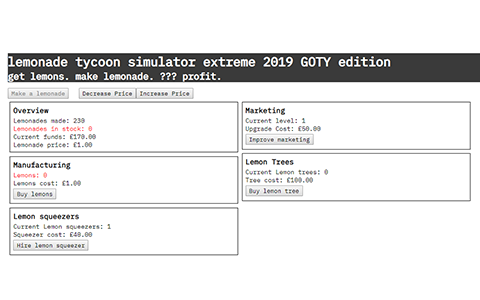 lemonade tycoon simulator extreme 2019 GOTY edition
get lemons. make lemonade. ??? profit.
Make a lemonade
Decrease Price
Increase Price
Overview
Lemonades made: 230
Lemonades in stock: 0
Current funds: £170.00
Lemonade price: £1.00
Manufacturing
Lemons: 0
Lemons cost: £1.00
Buy lemons
Lemon squeezers
Current Lemon squeezers: 1
Squeezer cost: £40.00
Hire lemon squeezer
Marketing
Current level: 1
Upgrade Cost: £50.00
Improve marketing
Lemon Trees
Current Lemon trees: 0
Tree cost: £100.00
Buy lemon tree